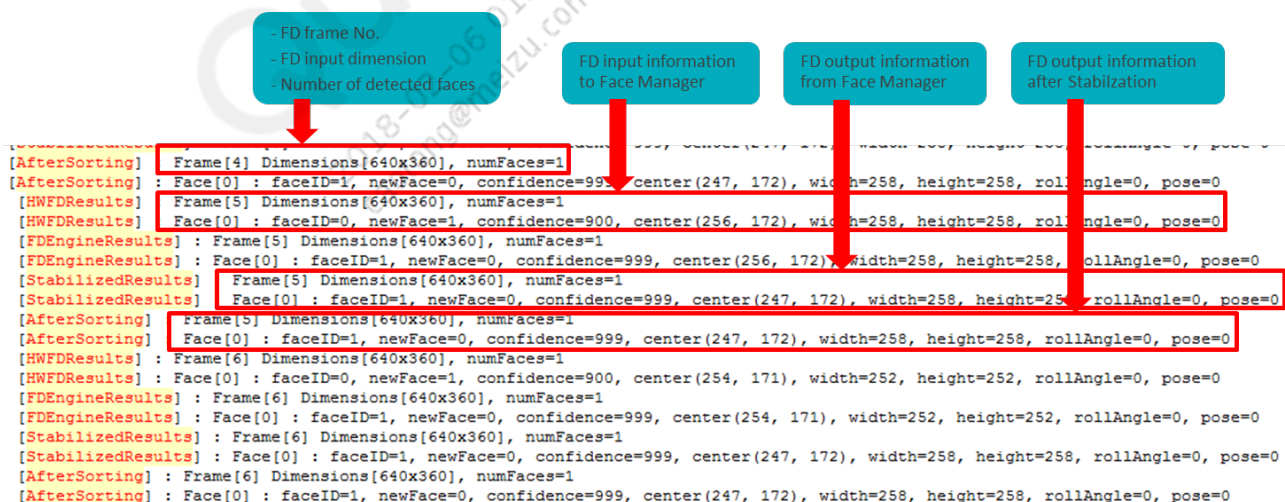 - FD frame No.
- FD input dimension
- Number of detected faces
FD input information
to Face Manager
FD output information
from Face Manager
FD output information
after Stabilzation
[AfterSorting] Frame[4] Dimensions[640x360], numFaces=1
[AfterSorting] : Face[0] : faceID=1, newFace=0, confidence=999, center(247, 172), width=258, height=258, rollAngle=0, pose=0
[HWFDResults] Frame[5] Dimensions[640x360], numFaces=1
[HWFDResults] Face[0] : faceID=0, newFace=1, confidence=900, center(256, 172), width=258, height=258, rollAngle=0, pose=0
[FDEngineResults] : Frame[5] Dimensions[640x360], numFaces=1
[FDEngineResults] : Face[0] : faceID=1, newFace=0, confidence=999, center(256, 172), width=258, height=258, rollAngle=0, pose=0
[StabilizedResults] Frame[5] Dimensions[640x360], numFaces=1
[StabilizedResults] Face[0] : faceID=1, newFace=0, confidence=999, center(247, 172), width=258, height=258, rollAngle=0, pose=0
[AfterSorting] Frame[5] Dimensions[640x360], numFaces=1
[AfterSorting] Face[0] : faceID=1, newFace=0, confidence=999, center(247, 172), width=258, height=258, rollAngle=0, pose=0
[HWFDResults] : Frame[6] Dimensions[640x360], numFaces=1
[HWFDResults] : Face[0] : faceID=0, newFace=1, confidence=900, center(254, 171), width=252, height=252, rollAngle=0, pose=0
[FDEngineResults] : Frame[6] Dimensions[640x360], numFaces=1
[FDEngineResults] : Face[0] : faceID=1, newFace=0, confidence=999, center(254, 171), width=252, height=252, rollAngle=0, pose=0
[StabilizedResults] : Frame[6] Dimensions[640x360], numFaces=1
[StabilizedResults] : Face[0] : faceID=1, newFace=0, confidence=999, center(247, 172), width=258, height=258, rollAngle=0, pose=0
[AfterSorting] : Frame[6] Dimensions[640x360], numFaces=1
[AfterSorting] : Face[0] : faceID=1, newFace=0, confidence=999, center(247, 172), width=258, height=258, rollAngle=0, pose=0